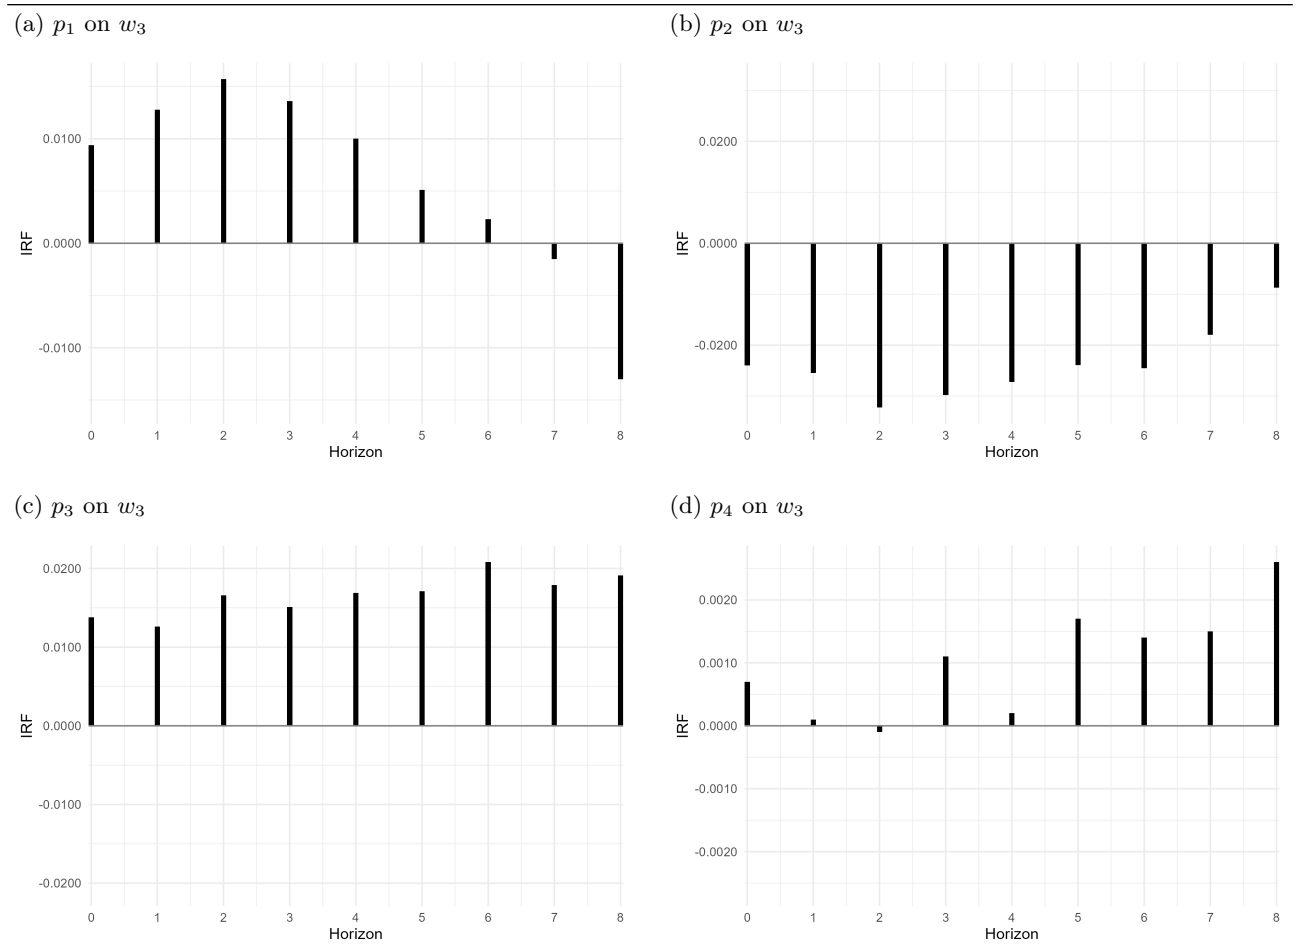 (a) p₁ on w₃
0.0100
0.0000
-0.0100
IRF
0 1 2 3 4 5 6 7 8
Horizon
(b) p₂ on w₃
0.0200
0.0000
-0.0200
IRF
0 1 2 3 4 5 6 7 8
Horizon
(c) p₃ on w₃
0.0200
0.0100
0.0000
-0.0100
-0.0200
IRF
0 1 2 3 4 5 6 7 8
Horizon
(d) p₄ on w₃
0.0020
0.0010
0.0000
-0.0010
-0.0020
IRF
0 1 2 3 4 5 6 7 8
Horizon